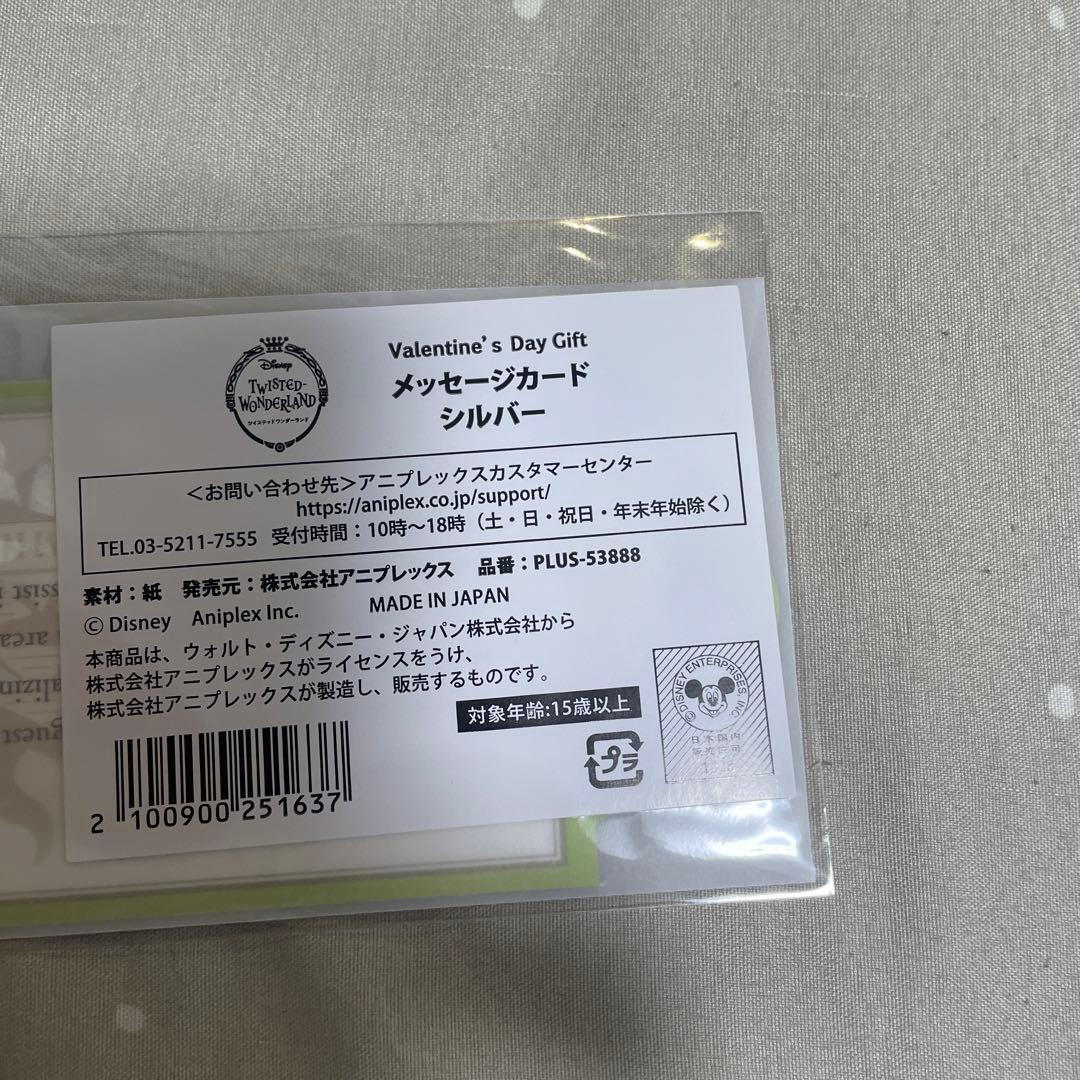 Valentine's Day Gift
メッセージカード
シルバー
Disney
TWISTED-
WONDERLAND
ツイステッドワンダーランド
<お問い合わせ先>アニプレックスカスタマーセンター
https://aniplex.co.jp/support/
TEL.03-5211-7555 受付時間：10時〜18時（土・日・祝日・年末年始除く）
素材：紙 発売元：株式会社アニプレックス 品番：PLUS-53888
© Disney Aniplex Inc. MADE IN JAPAN
本商品は、ウォルト・ディズニー・ジャパン株式会社から
株式会社アニプレックスがライセンスをうけ、
株式会社アニプレックスが製造し、販売するものです。
対象年齢:15歳以上
プラ
© DISNEY ENTERPRISES, INC.
日本国内
販売許可
2 100900 251637
area
guest